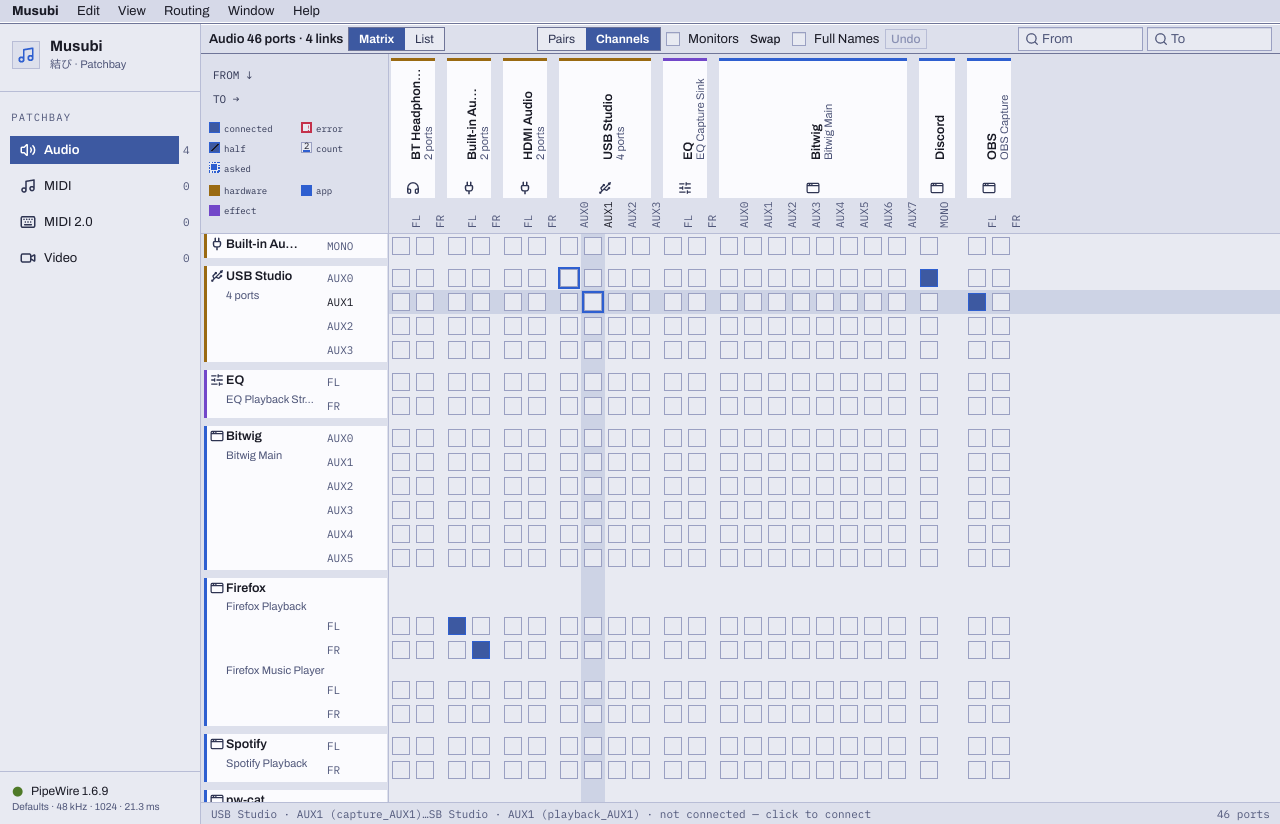 Musubi Edit View Routing Window Help
Musubi
結び · Patchbay
PATCHBAY
Audio 4
MIDI 0
MIDI 2.0 0
Video 0
PipeWire 1.6.9
Defaults · 48 kHz · 1024 · 21.3 ms
Audio 46 ports · 4 links Matrix List Pairs Channels Monitors Swap Full Names Undo From To
FROM ↓
TO →
connected error
half count
asked
hardware app
effect
BT Headphon…
2 ports
Built-in Au…
2 ports
HDMI Audio
2 ports
USB Studio
4 ports
EQ
EQ Capture Sink
Bitwig
Bitwig Main
Discord
OBS
OBS Capture
FL FR FL FR FL FR AUX0 AUX1 AUX2 AUX3 FL FR AUX0 AUX1 AUX2 AUX3 AUX4 AUX5 AUX6 AUX7 MONO FL FR
Built-in Au… MONO
USB Studio AUX0
4 ports AUX1
AUX2
AUX3
EQ FL
EQ Playback Str… FR
Bitwig AUX0
Bitwig Main AUX1
AUX2
AUX3
AUX4
AUX5
Firefox
Firefox Playback
FL
FR
Firefox Music Player
FL
FR
Spotify FL
Spotify Playback FR
pw-cat
USB Studio · AUX1 (capture_AUX1)…SB Studio · AUX1 (playback_AUX1) · not connected — click to connect 46 ports